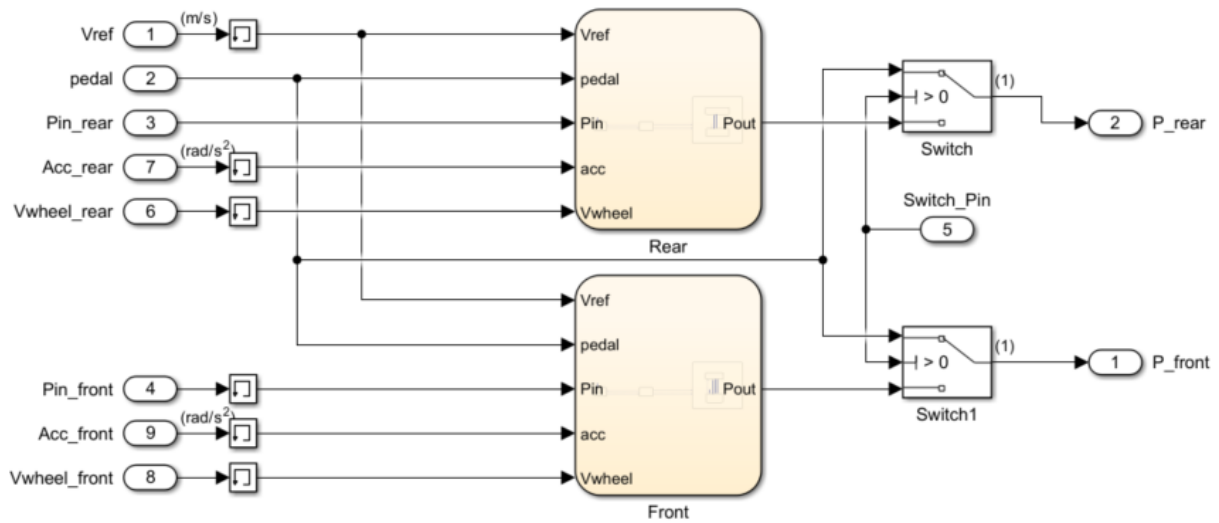 Vref 1 (m/s) Vref
pedal 2 pedal
Pin_rear 3 Pin Pout
Acc_rear 7 (rad/s²) acc
Vwheel_rear 6 Vwheel
Rear
> 0 (1)
Switch
2 P_rear
Switch_Pin
5
Vref
pedal
Pin_front 4 Pin Pout
Acc_front 9 (rad/s²) acc
Vwheel_front 8 Vwheel
Front
> 0 (1)
Switch1
1 P_front